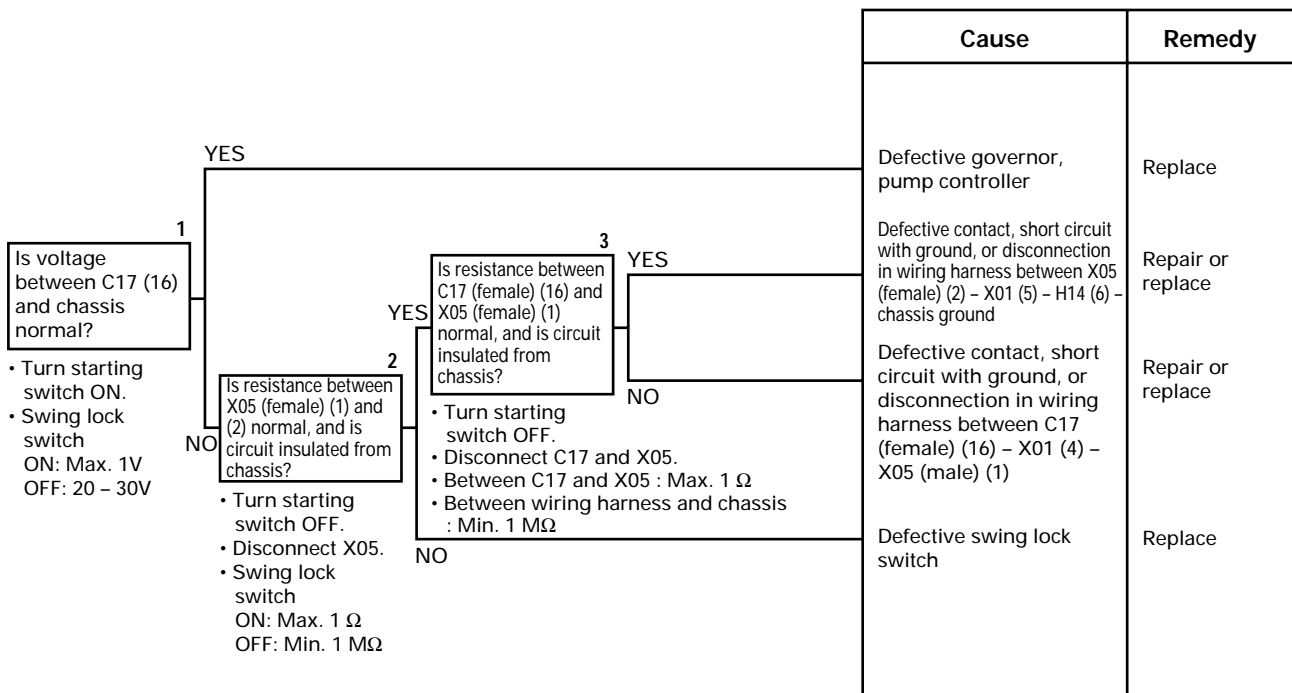 Cause
Remedy
YES
Defective governor,
pump controller
Replace
1
Is voltage
between C17 (16)
and chassis
normal?
• Turn starting
switch ON.
• Swing lock
switch
ON: Max. 1V
OFF: 20 – 30V
NO
2
Is resistance between
X05 (female) (1) and
(2) normal, and is
circuit insulated from
chassis?
• Turn starting
switch OFF.
• Disconnect X05.
• Swing lock
switch
ON: Max. 1 Ω
OFF: Min. 1 MΩ
YES
3
Is resistance between
C17 (female) (16) and
X05 (female) (1)
normal, and is circuit
insulated from
chassis?
• Turn starting
switch OFF.
• Disconnect C17 and X05.
• Between C17 and X05 : Max. 1 Ω
• Between wiring harness and chassis
: Min. 1 MΩ
YES
Defective contact, short circuit
with ground, or disconnection
in wiring harness between X05
(female) (2) – X01 (5) – H14 (6) –
chassis ground
Repair or
replace
NO
Defective contact, short
circuit with ground, or
disconnection in wiring
harness between C17
(female) (16) – X01 (4) –
X05 (male) (1)
Repair or
replace
NO
Defective swing lock
switch
Replace